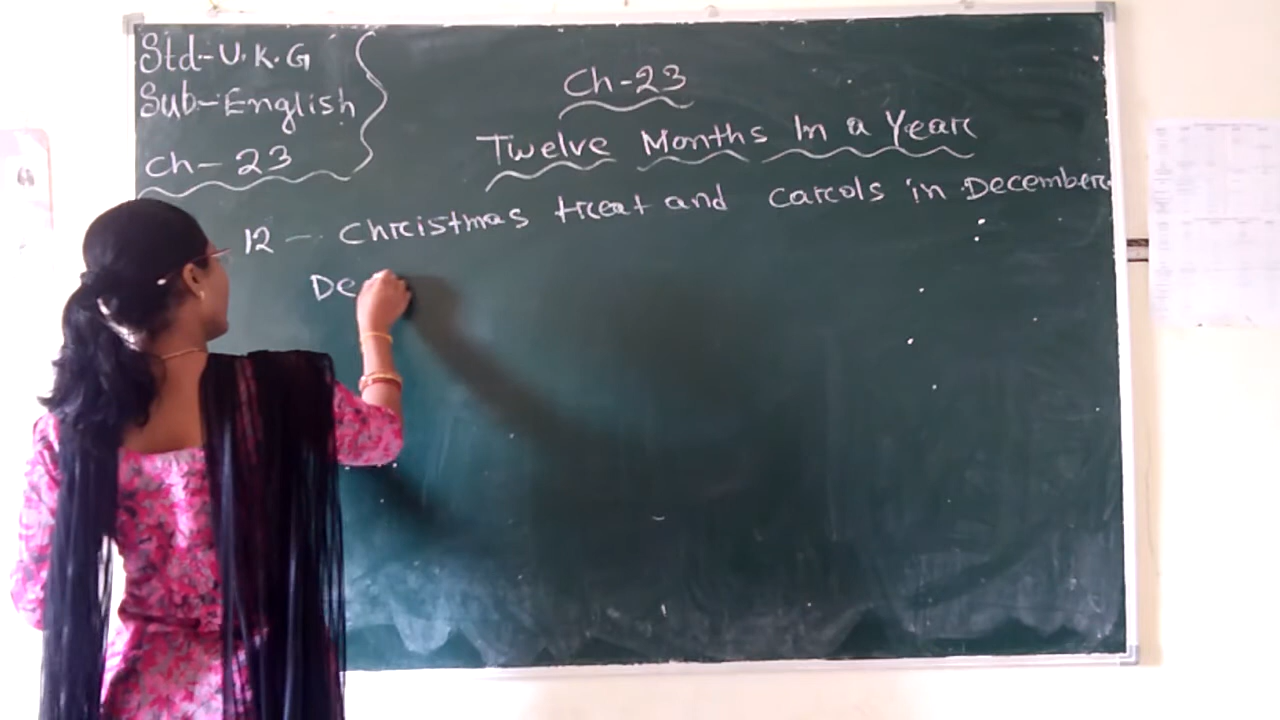 Std-U.K.G
Sub-English
Ch-23
Ch-23
Twelve Months In a Year
12 - Christmas treat and carols in December.
De